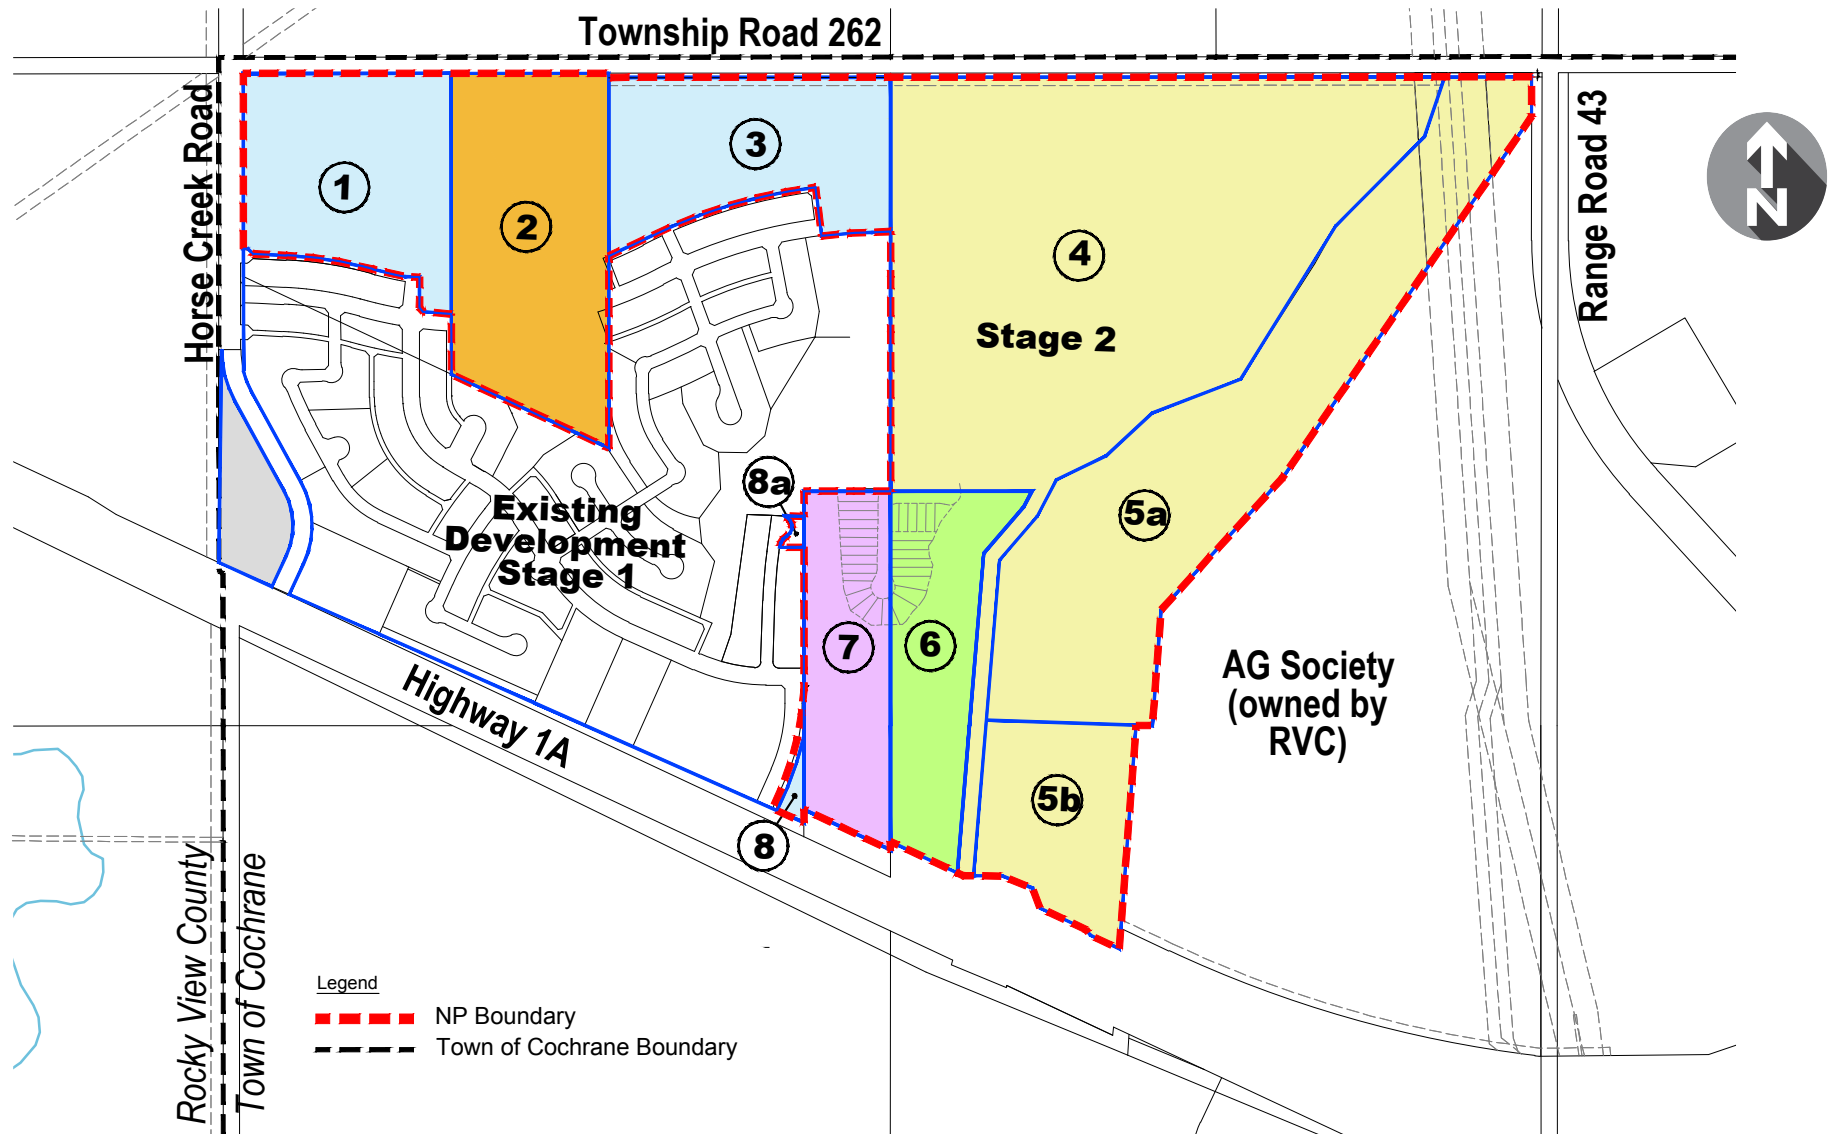 Township Road 262
Horse Creek Road
Range Road 43
N
1
2
3
4
Stage 2
8a
5a
Existing
Development
Stage 1
7
6
AG Society
(owned by
RVC)
Highway 1A
5b
8
Rocky View County
Town of Cochrane
Legend
NP Boundary
Town of Cochrane Boundary